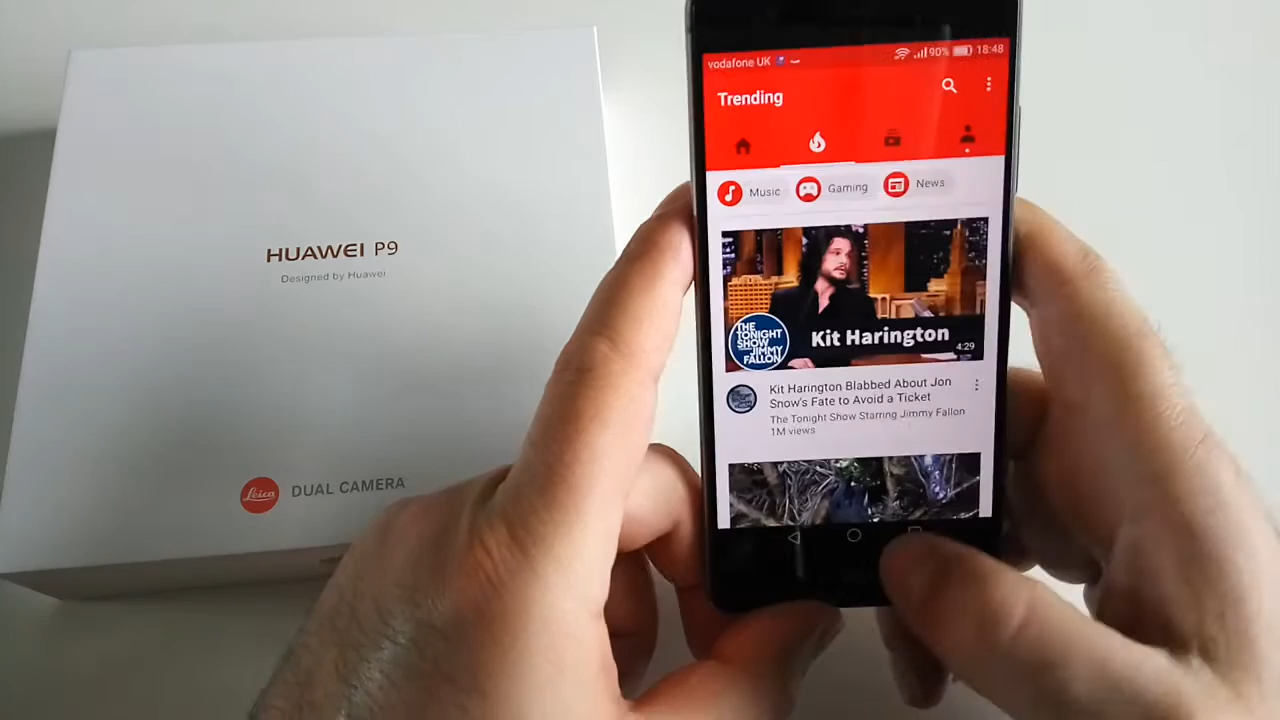 HUAWEI P9
Designed by Huawei
Leica
DUAL CAMERA
vodafone UK
90%
18:48
Trending
Music
Gaming
News
THE
TONIGHT
SHOW
JIMMY
FALLON
Kit Harington
4:29
Kit Harington Blabbed About Jon
Snow's Fate to Avoid a Ticket
The Tonight Show Starring Jimmy Fallon
1M views